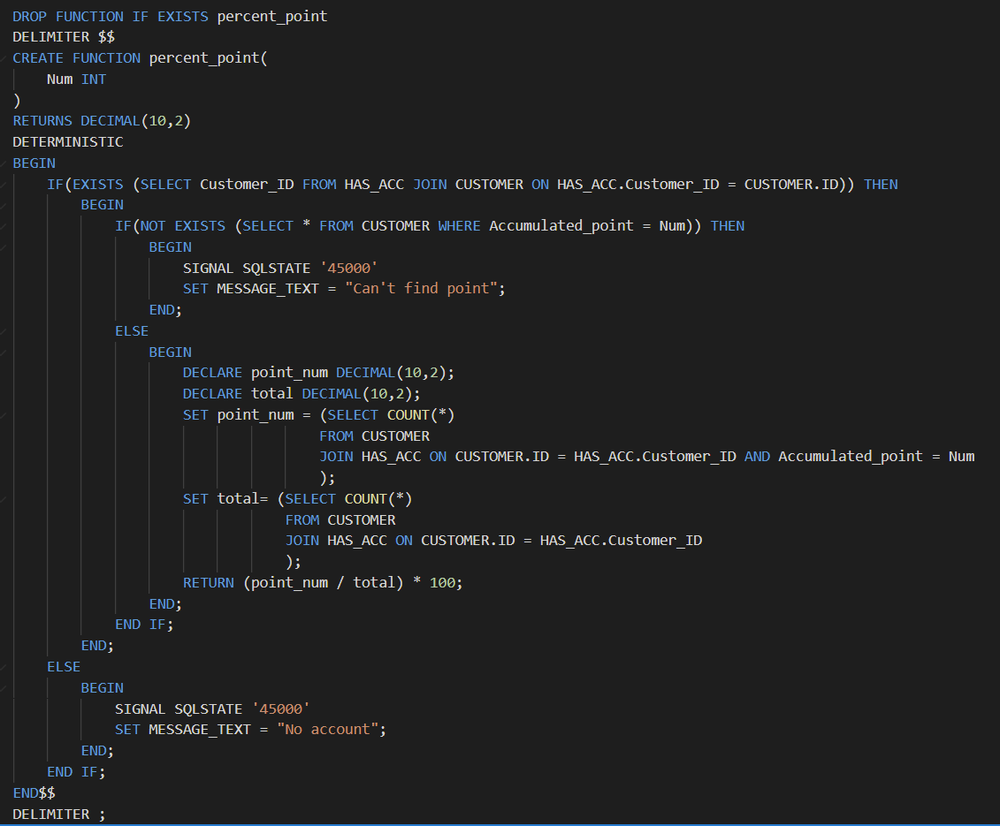 DROP FUNCTION IF EXISTS percent_point
DELIMITER $$
CREATE FUNCTION percent_point(
    Num INT
)
RETURNS DECIMAL(10,2)
DETERMINISTIC
BEGIN
    IF(EXISTS (SELECT Customer_ID FROM HAS_ACC JOIN CUSTOMER ON HAS_ACC.Customer_ID = CUSTOMER.ID)) THEN
        BEGIN
            IF(NOT EXISTS (SELECT * FROM CUSTOMER WHERE Accumulated_point = Num)) THEN
                BEGIN
                    SIGNAL SQLSTATE '45000'
                    SET MESSAGE_TEXT = "Can't find point";
                END;
            ELSE
                BEGIN
                    DECLARE point_num DECIMAL(10,2);
                    DECLARE total DECIMAL(10,2);
                    SET point_num = (SELECT COUNT(*)
                                    FROM CUSTOMER
                                    JOIN HAS_ACC ON CUSTOMER.ID = HAS_ACC.Customer_ID AND Accumulated_point = Num
                                    );
                    SET total= (SELECT COUNT(*)
                                FROM CUSTOMER
                                JOIN HAS_ACC ON CUSTOMER.ID = HAS_ACC.Customer_ID
                                );
                    RETURN (point_num / total) * 100;
                END;
            END IF;
        END;
    ELSE
        BEGIN
            SIGNAL SQLSTATE '45000'
            SET MESSAGE_TEXT = "No account";
        END;
    END IF;
END$$
DELIMITER ;